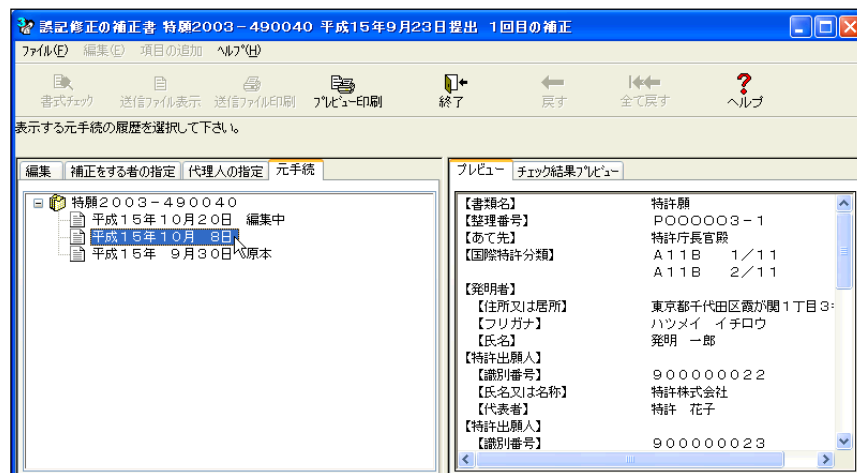 誤記修正の補正書 特願2003－490040 平成15年9月23日提出 1回目の補正
ファイル(F) 編集(E) 項目の追加 ヘルプ(H)
書式チェック 送信ファイル表示 送信ファイル印刷 プレビュー印刷 終了 戻す 全て戻す ヘルプ
表示する元手続の履歴を選択して下さい。
編集 補正をする者の指定 代理人の指定 元手続
特願２００３－４９００４０
平成１５年１０月２０日 編集中
平成１５年１０月 ８日
平成１５年 ９月３０日 原本
プレビュー チェック結果プレビュー
【書類名】 特許願
【整理番号】 Ｐ０００００３－１
【あて先】 特許庁長官殿
【国際特許分類】 Ａ１１Ｂ １／１１
Ａ１１Ｂ ２／１１
【発明者】
【住所又は居所】 東京都千代田区霞が関１丁目３
【フリガナ】 ハツメイ イチロウ
【氏名】 発明 一郎
【特許出願人】
【識別番号】 ９００００００２２
【氏名又は名称】 特許株式会社
【代表者】 特許 花子
【特許出願人】
【識別番号】 ９００００００２３